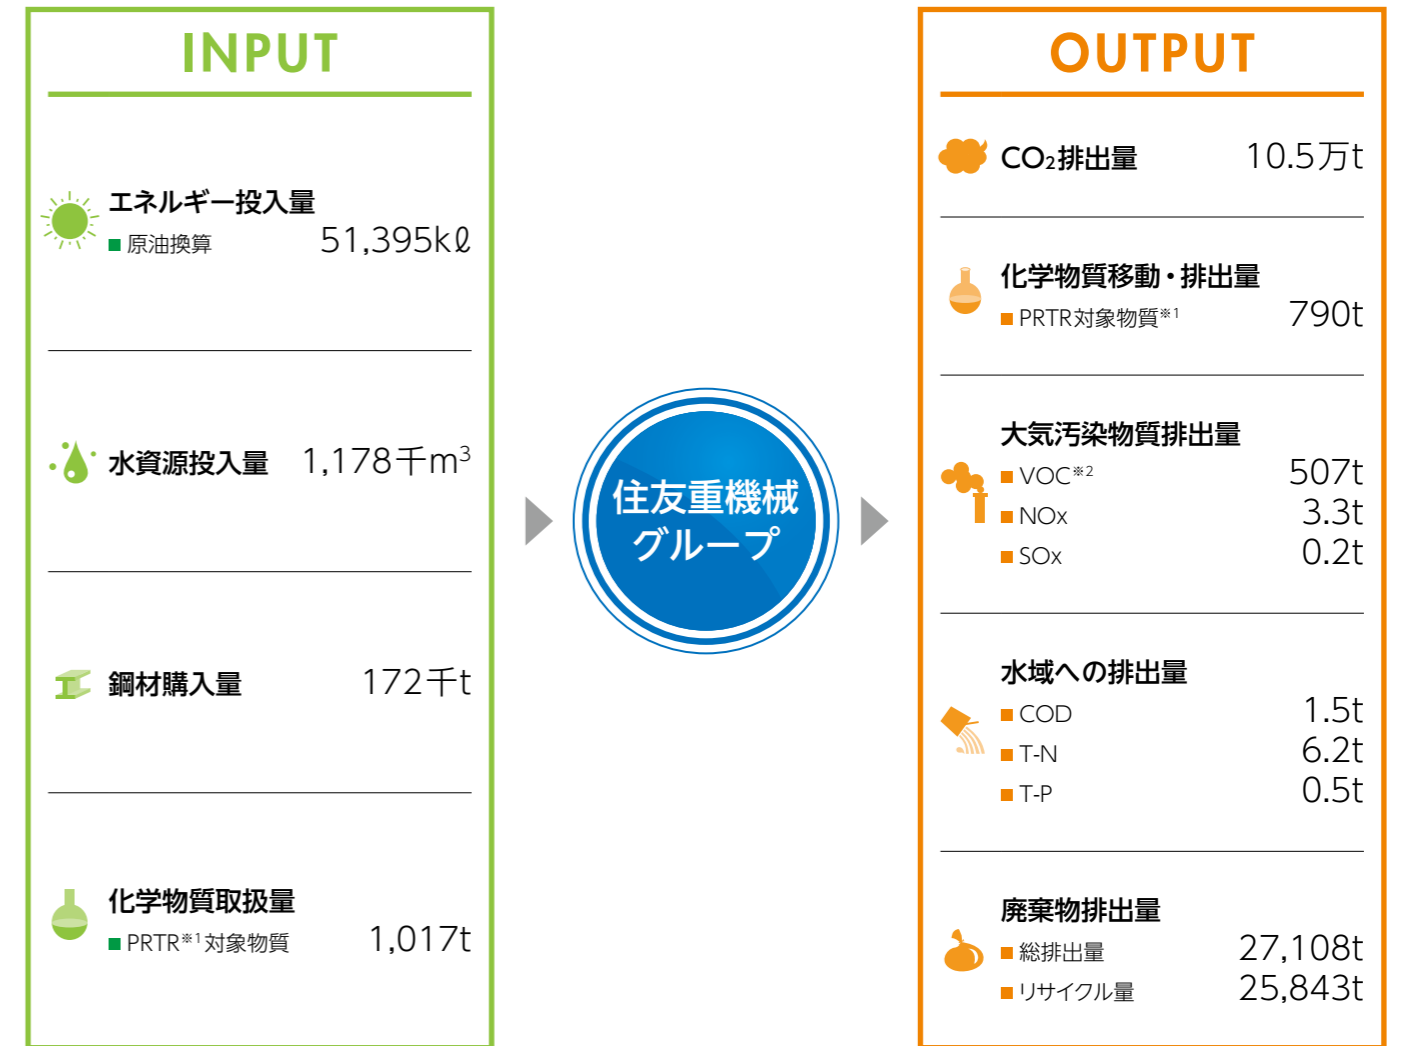 INPUT
エネルギー投入量
■ 原油換算 51,395kℓ
水資源投入量 1,178千m³
鋼材購入量 172千t
化学物質取扱量
■ PRTR※1対象物質 1,017t
住友重機械
グループ
OUTPUT
CO₂排出量 10.5万t
化学物質移動・排出量
■ PRTR対象物質※1 790t
大気汚染物質排出量
■ VOC※2 507t
■ NOx 3.3t
■ SOx 0.2t
水域への排出量
■ COD 1.5t
■ T-N 6.2t
■ T-P 0.5t
廃棄物排出量
■ 総排出量 27,108t
■ リサイクル量 25,843t